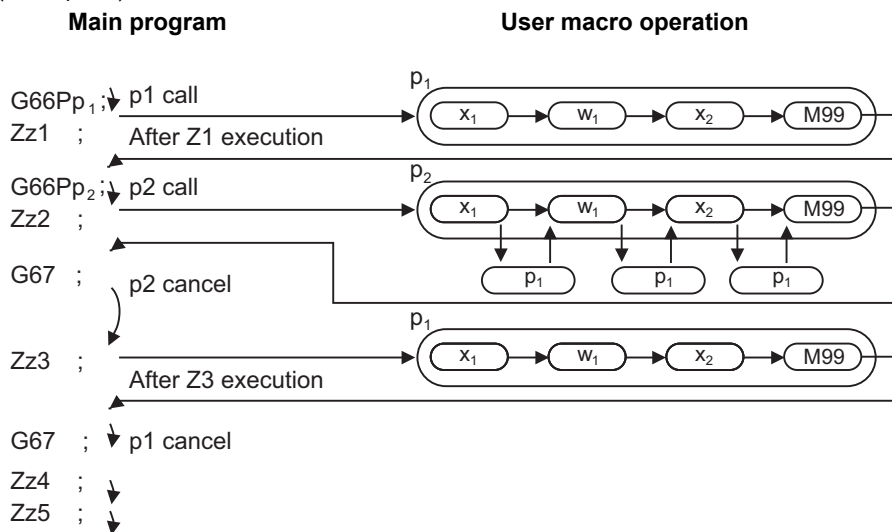 Main program User macro operation
p1
G66Pp1 ; p1 call
x1 w1 x2 M99
Zz1 ; After Z1 execution
p2
G66Pp2 ; p2 call
x1 w1 x2 M99
Zz2 ;
p1 p1 p1
G67 ; p2 cancel
p1
x1 w1 x2 M99
Zz3 ;
After Z3 execution
G67 ; p1 cancel
Zz4 ;
Zz5 ;